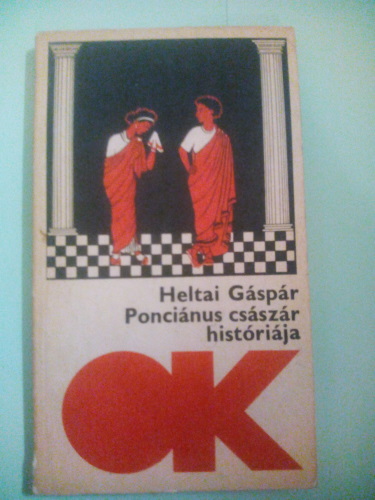 Heltai Gáspár
Ponciánus császár
históriája
OK